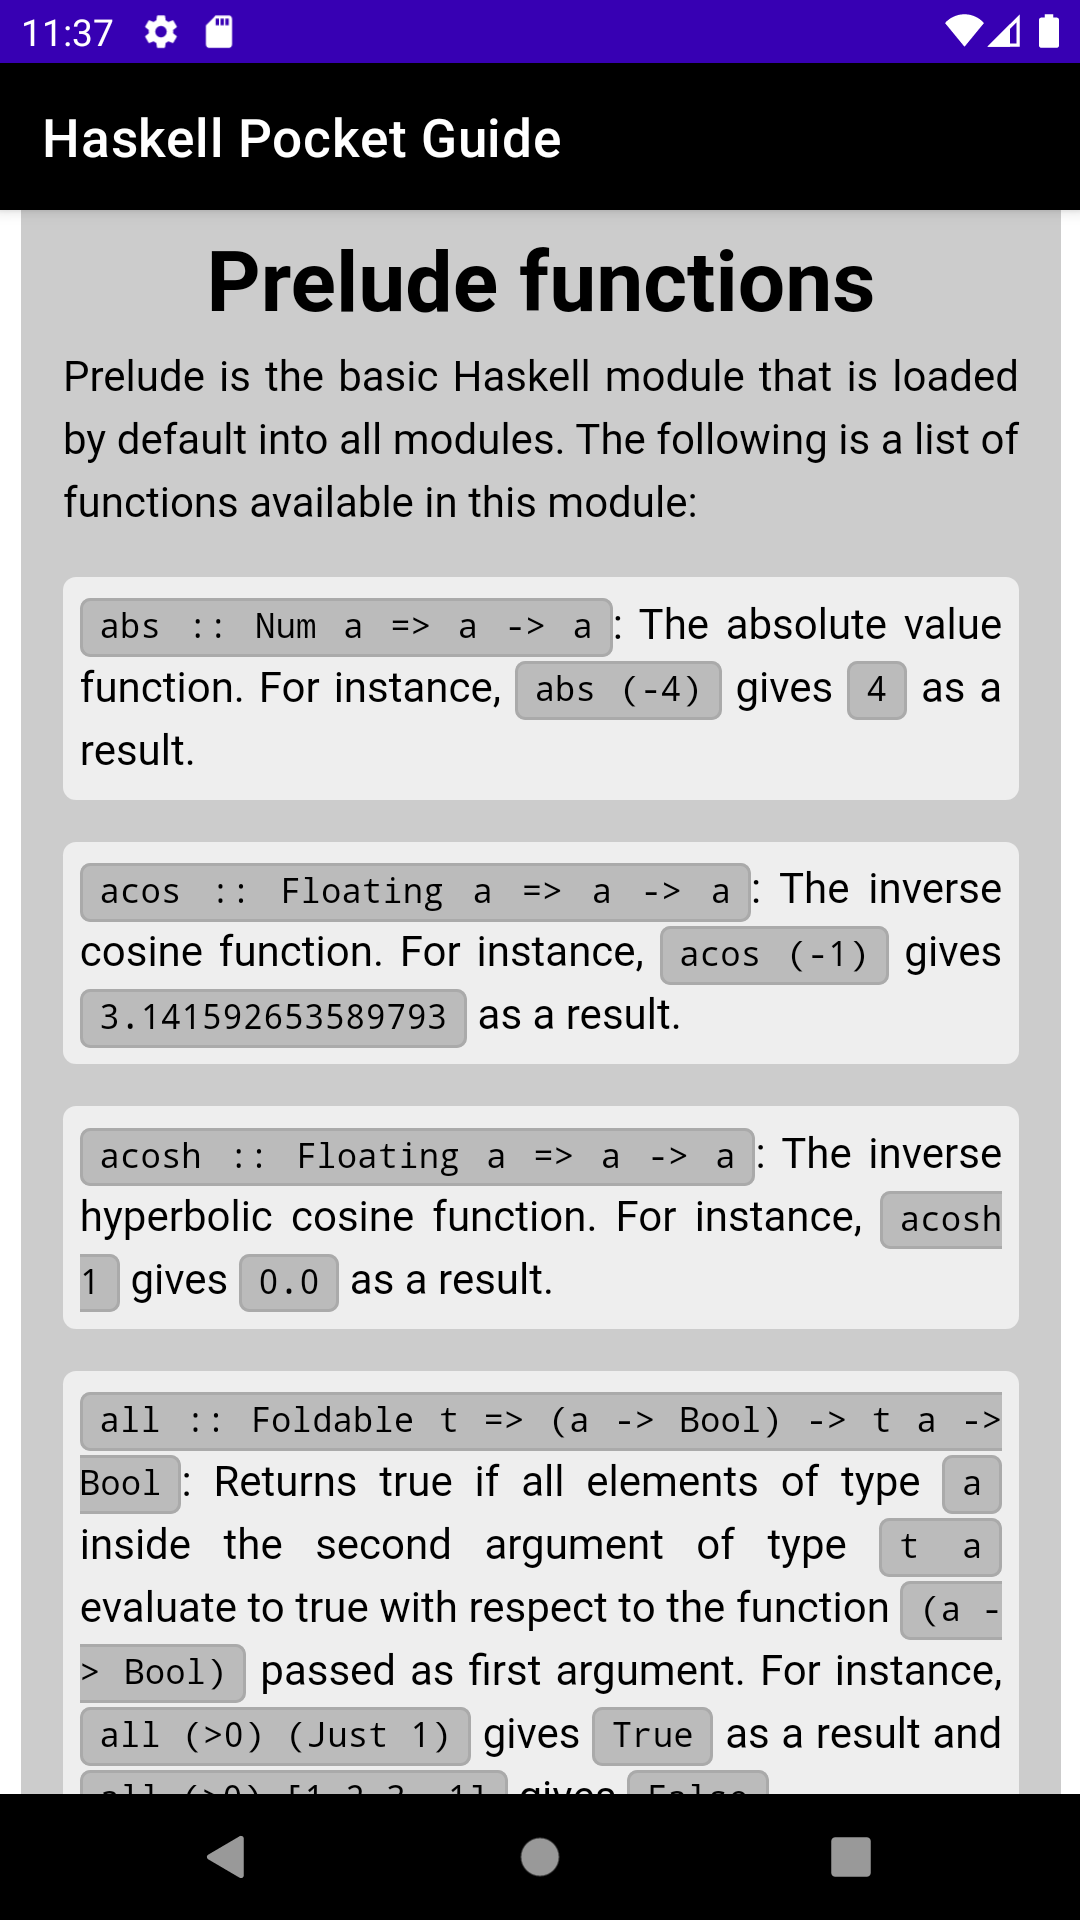 11:37
Haskell Pocket Guide
Prelude functions
Prelude is the basic Haskell module that is loaded
by default into all modules. The following is a list of
functions available in this module:
abs :: Num a => a -> a : The absolute value
function. For instance, abs (-4) gives 4 as a
result.
acos :: Floating a => a -> a : The inverse
cosine function. For instance, acos (-1) gives
3.141592653589793 as a result.
acosh :: Floating a => a -> a : The inverse
hyperbolic cosine function. For instance, acosh
1 gives 0.0 as a result.
all :: Foldable t => (a -> Bool) -> t a ->
Bool : Returns true if all elements of type a
inside the second argument of type t a
evaluate to true with respect to the function (a -
> Bool) passed as first argument. For instance,
all (>0) (Just 1) gives True as a result and
all (>0) gives False